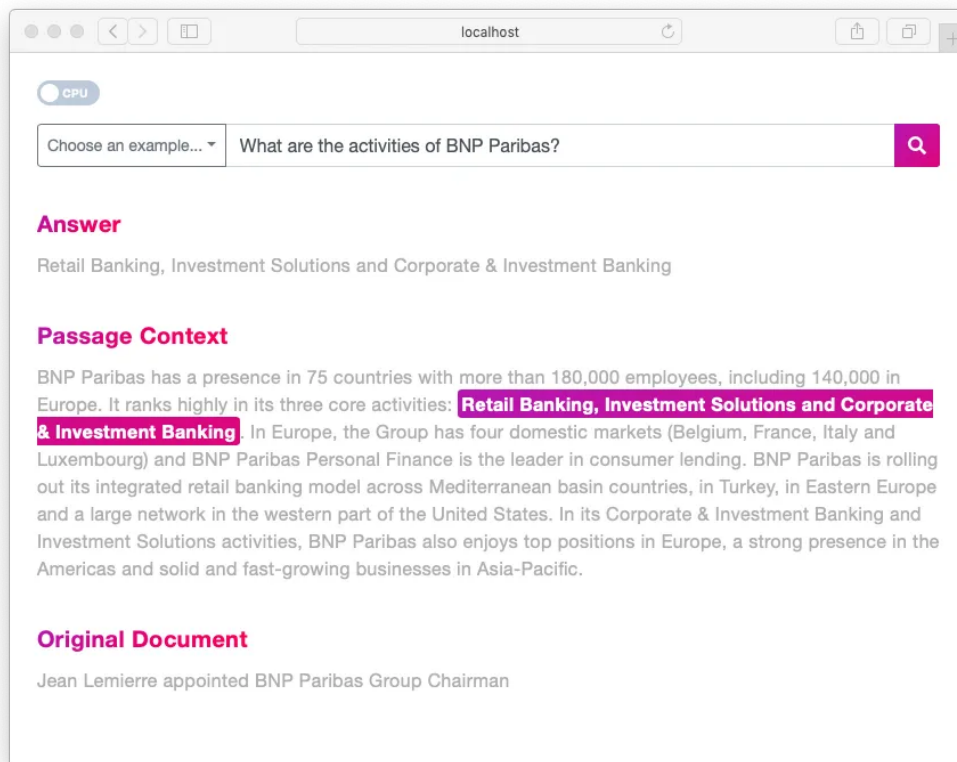 localhost
CPU
Choose an example...
What are the activities of BNP Paribas?
Answer
Retail Banking, Investment Solutions and Corporate & Investment Banking
Passage Context
BNP Paribas has a presence in 75 countries with more than 180,000 employees, including 140,000 in
Europe. It ranks highly in its three core activities: Retail Banking, Investment Solutions and Corporate
& Investment Banking . In Europe, the Group has four domestic markets (Belgium, France, Italy and
Luxembourg) and BNP Paribas Personal Finance is the leader in consumer lending. BNP Paribas is rolling
out its integrated retail banking model across Mediterranean basin countries, in Turkey, in Eastern Europe
and a large network in the western part of the United States. In its Corporate & Investment Banking and
Investment Solutions activities, BNP Paribas also enjoys top positions in Europe, a strong presence in the
Americas and solid and fast-growing businesses in Asia-Pacific.
Original Document
Jean Lemierre appointed BNP Paribas Group Chairman